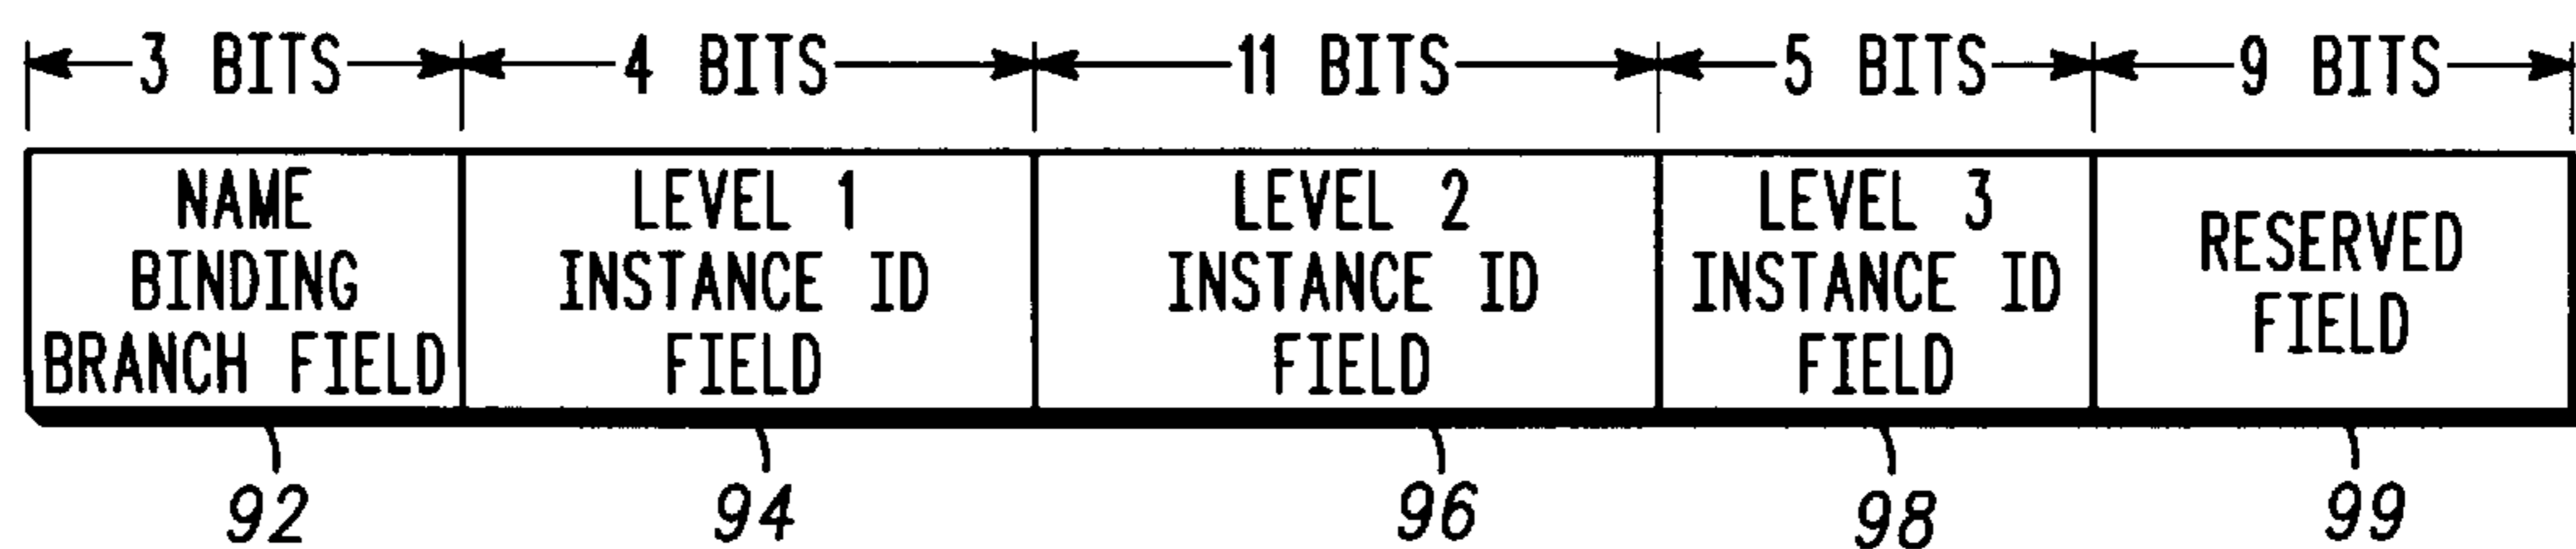 3 BITS 4 BITS 11 BITS 5 BITS 9 BITS
NAME
BINDING
BRANCH FIELD
LEVEL 1
INSTANCE ID
FIELD
LEVEL 2
INSTANCE ID
FIELD
LEVEL 3
INSTANCE ID
FIELD
RESERVED
FIELD
92 94 96 98 99